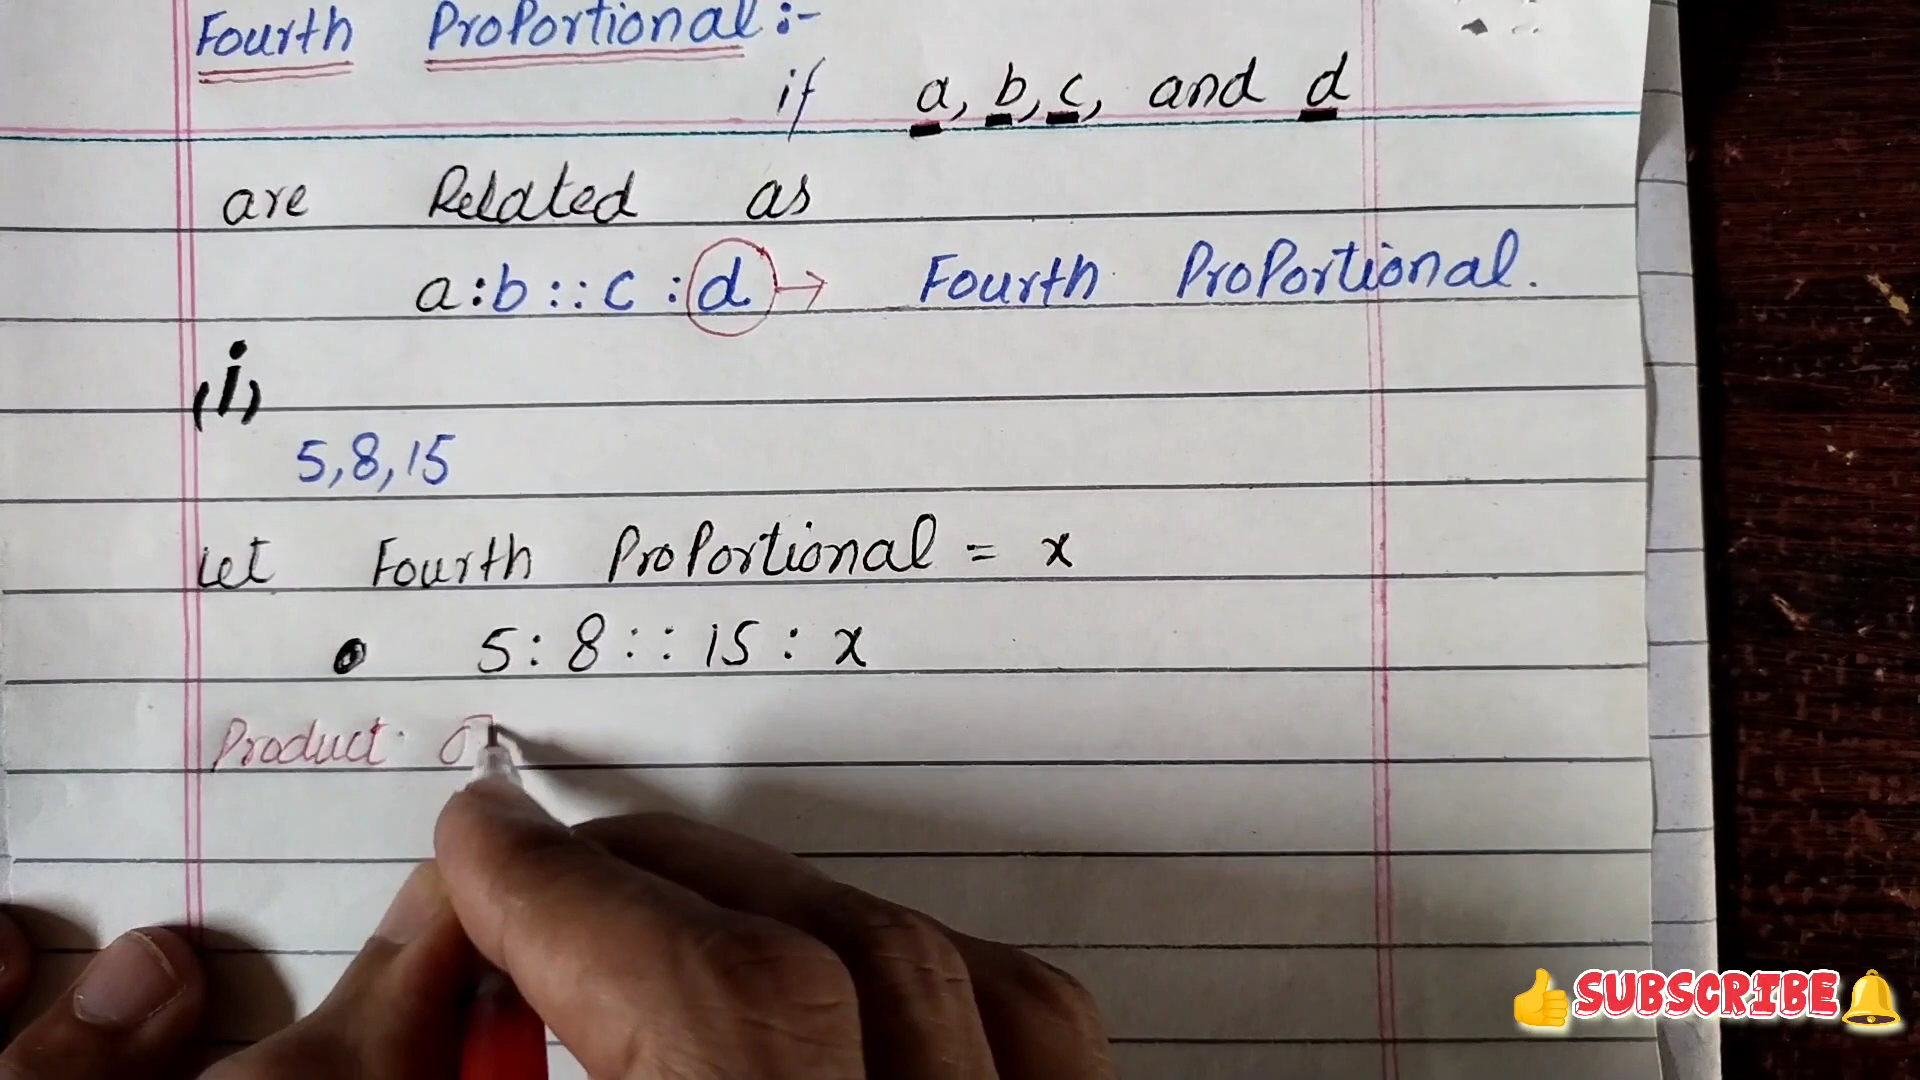 Fourth Proportional :-
if a, b, c, and d
are Related as
a : b :: c : d → Fourth Proportional.
(i)
5, 8, 15
Let Fourth Proportional = x
5 : 8 :: 15 : x
Product of
SUBSCRIBE